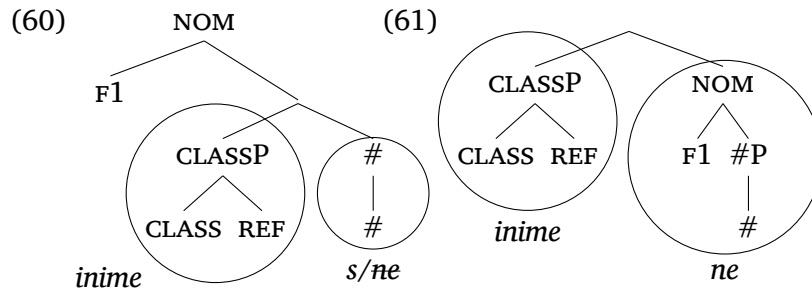 (60) NOM (61)
F1 CLASSP NOM
CLASSP # CLASS REF F1 #P
CLASS REF # inime #
inime s/ne ne